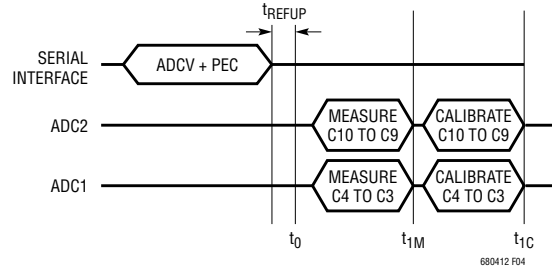 tREFUP
SERIAL
INTERFACE
ADCV + PEC
ADC2
MEASURE
C10 TO C9
CALIBRATE
C10 TO C9
ADC1
MEASURE
C4 TO C3
CALIBRATE
C4 TO C3
t0
t1M
t1C
680412 F04